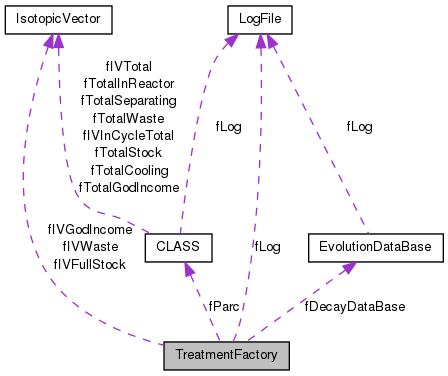 IsotopicVector
LogFile
fIVTotal
fTotalInReactor
fTotalSeparating
fTotalWaste
fIVInCycleTotal
fTotalStock
fTotalCooling
fTotalGodIncome
fLog
fLog
fIVGodIncome
fIVWaste
fIVFullStock
CLASS
fLog
EvolutionDataBase
fParc
fDecayDataBase
TreatmentFactory